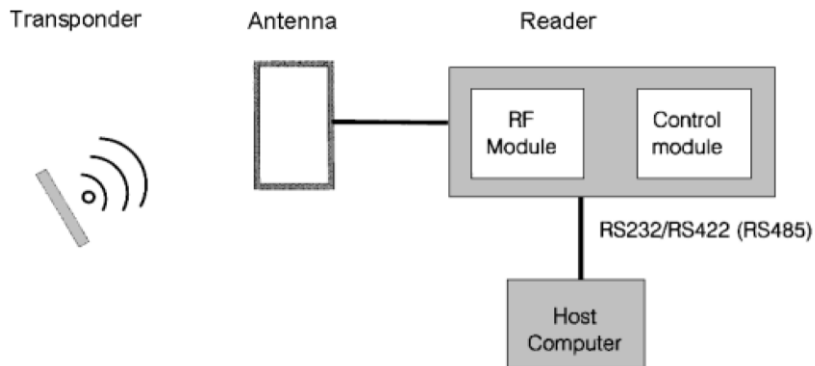 Transponder
Antenna
Reader
RF
Module
Control
module
RS232/RS422 (RS485)
Host
Computer